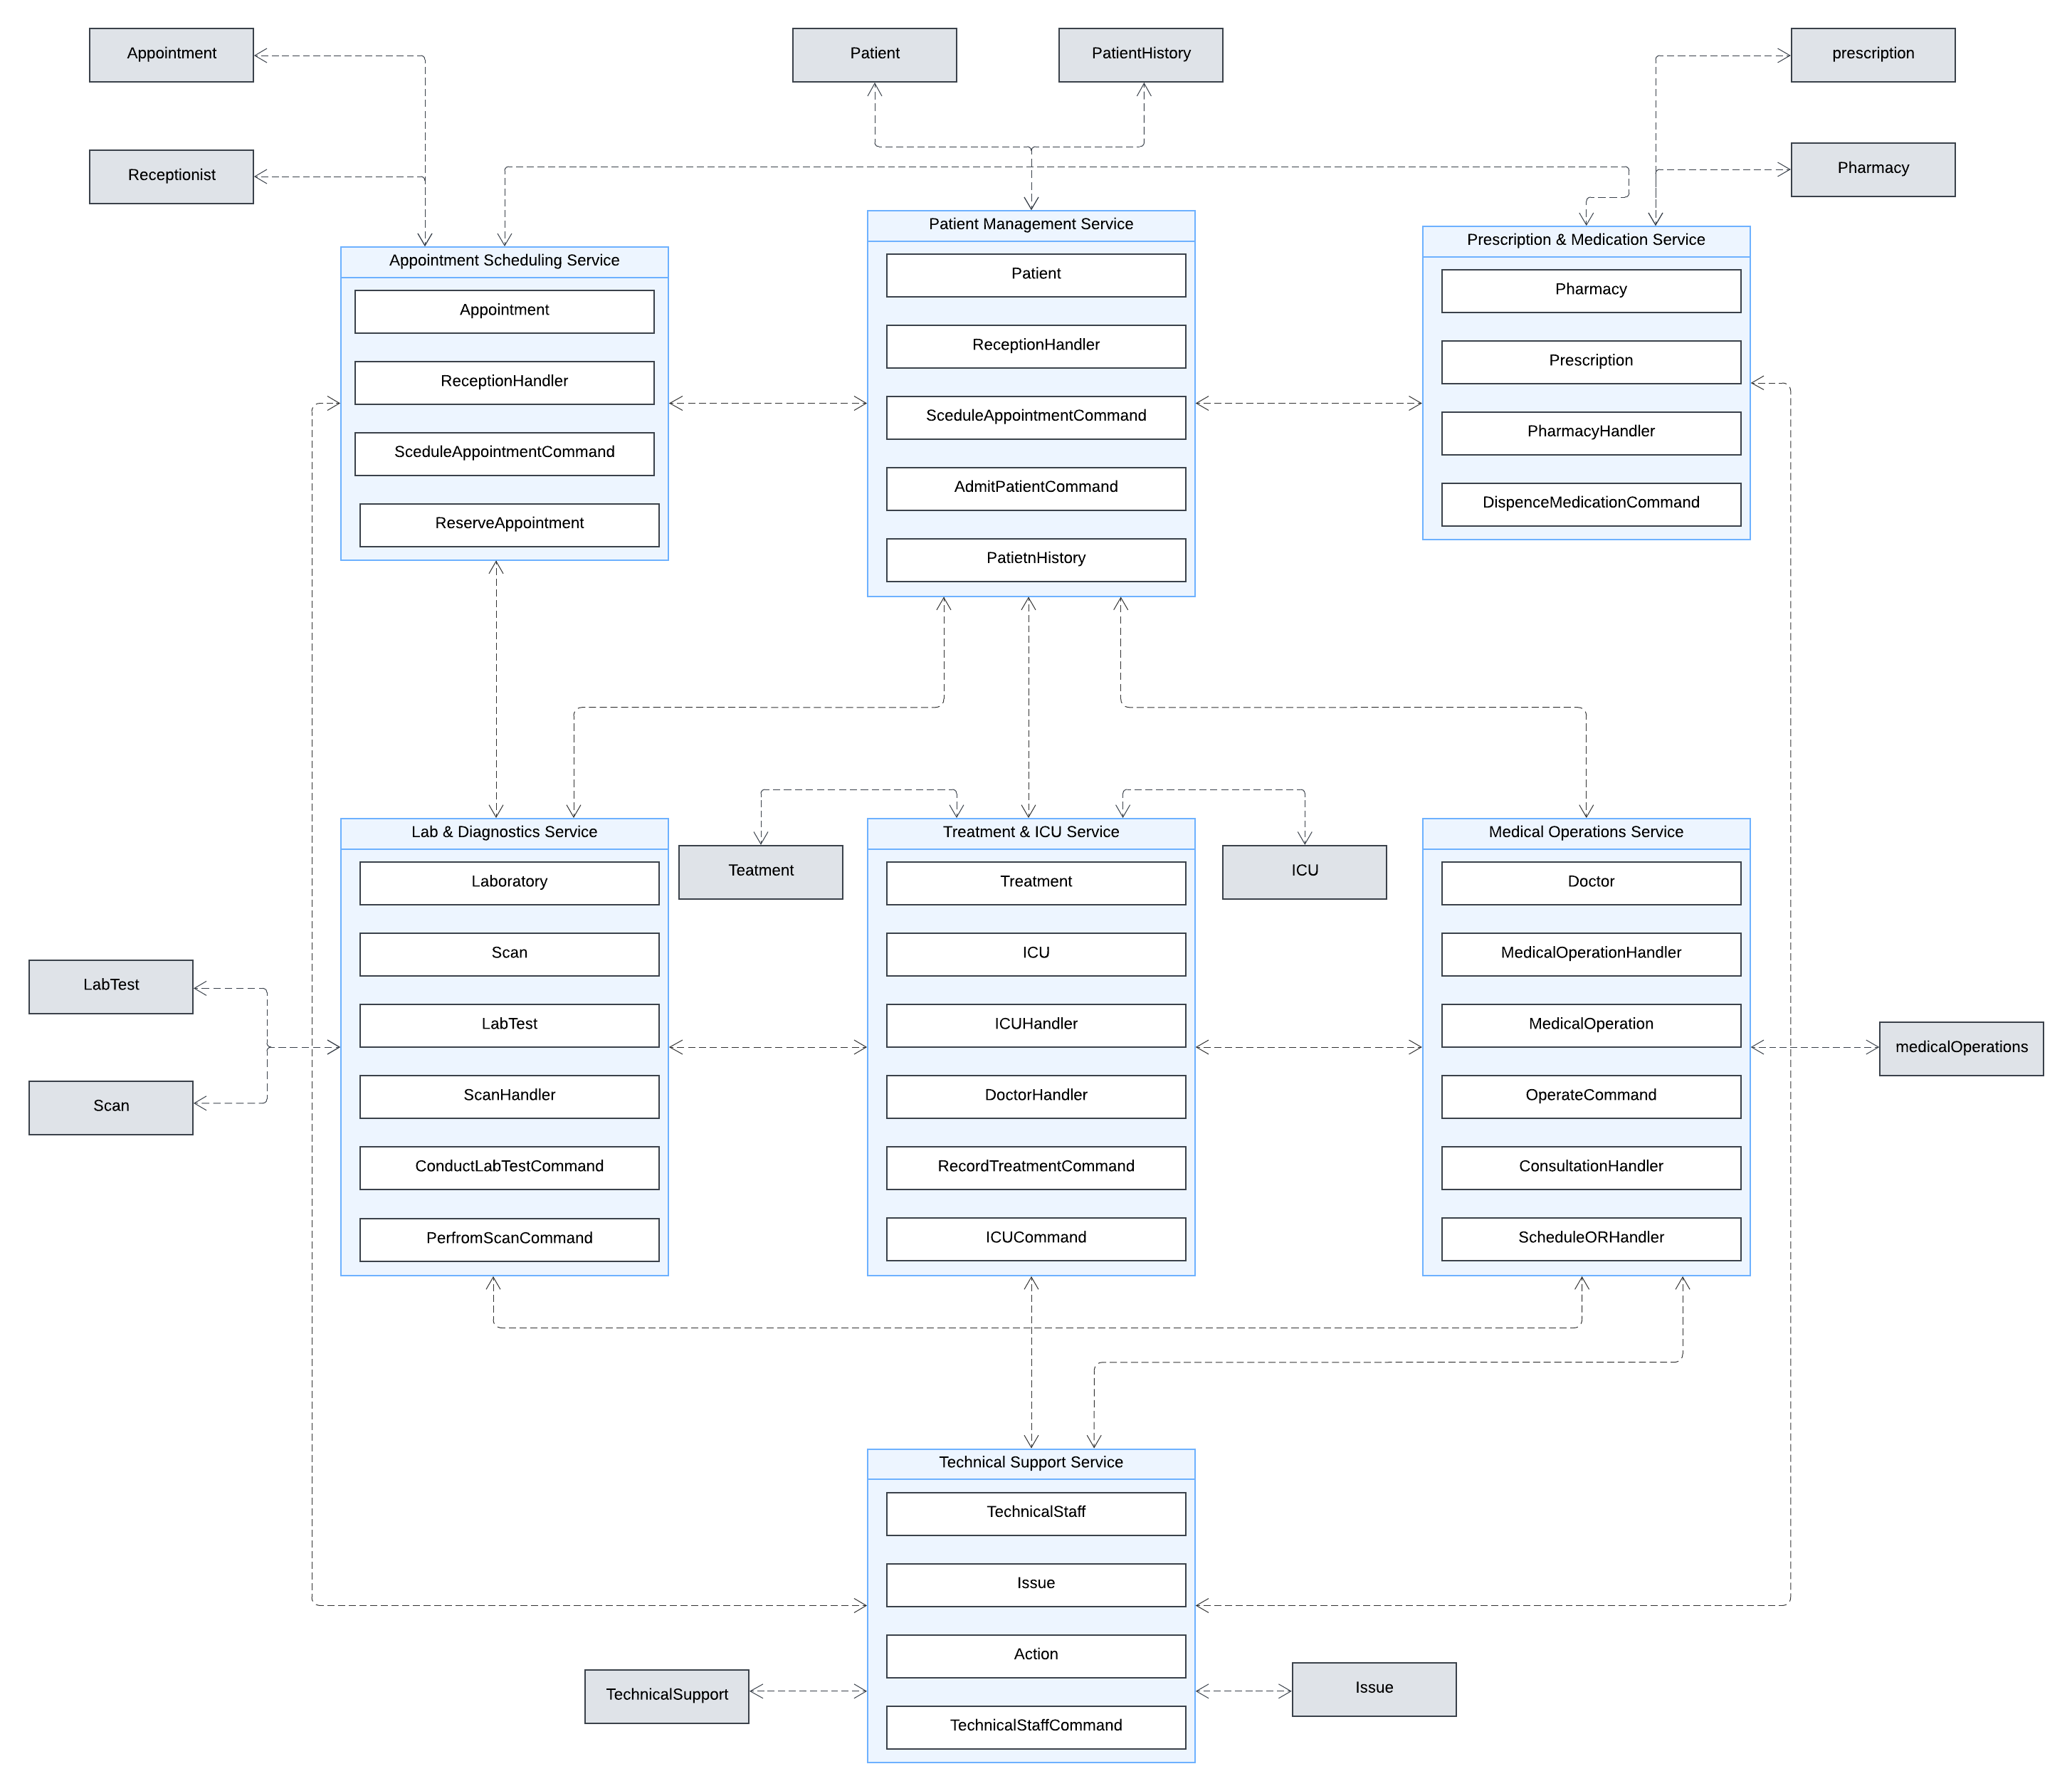 Appointment
Patient
PatientHistory
prescription
Receptionist
Pharmacy
Appointment Scheduling Service
Appointment
ReceptionHandler
SceduleAppointmentCommand
ReserveAppointment
Patient Management Service
Patient
ReceptionHandler
SceduleAppointmentCommand
AdmitPatientCommand
PatietnHistory
Prescription & Medication Service
Pharmacy
Prescription
PharmacyHandler
DispenceMedicationCommand
Lab & Diagnostics Service
Laboratory
Scan
LabTest
ScanHandler
ConductLabTestCommand
PerfromScanCommand
Teatment
Treatment & ICU Service
Treatment
ICU
ICUHandler
DoctorHandler
RecordTreatmentCommand
ICUCommand
ICU
Medical Operations Service
Doctor
MedicalOperationHandler
MedicalOperation
OperateCommand
ConsultationHandler
ScheduleORHandler
LabTest
Scan
medicalOperations
Technical Support Service
TechnicalStaff
Issue
Action
TechnicalStaffCommand
TechnicalSupport
Issue